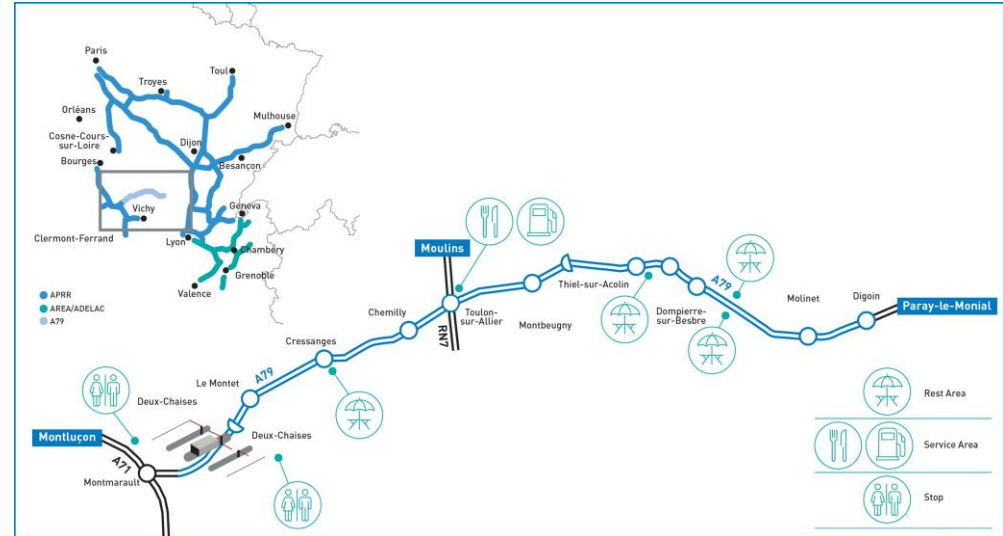 Paris
Troyes
Toul
Orléans
Mulhouse
Cosne-Cours-
sur-Loire
Dijon
Bourges
Besançon
Vichy
Geneva
Clermont-Ferrand
Lyon
Chambéry
Grenoble
Valence
APRR
AREA/ADELAC
A79
Moulins
RN7
Toulon-
sur-Allier
Chemilly
Cressanges
A79
Le Montet
Deux-Chaises
Deux-Chaises
Montluçon
A71
Montmarault
Montbeugny
Thiel-sur-Acolin
Dompierre-
sur-Besbre
A79
Molinet
Digoin
Paray-le-Monial
Rest Area
Service Area
Stop